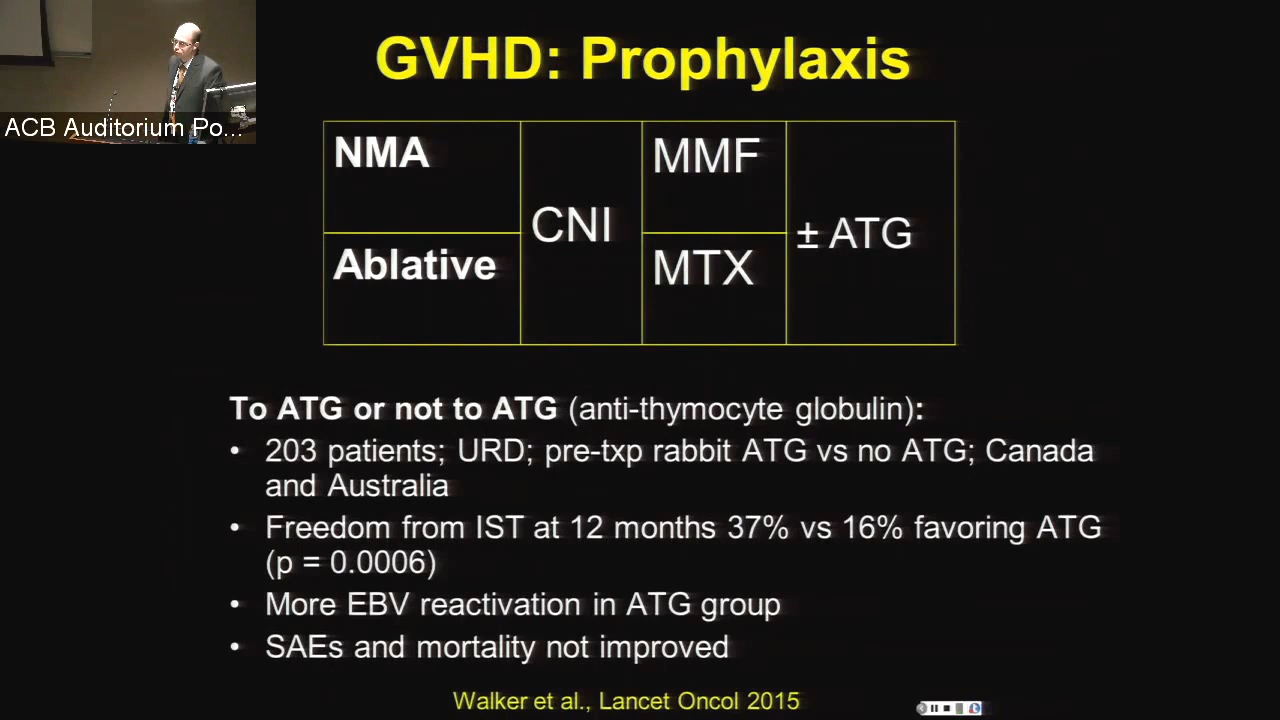 GVHD: Prophylaxis
ACB Auditorium Po...
NMA
MMF
CNI
± ATG
Ablative
MTX
To ATG or not to ATG (anti-thymocyte globulin):
• 203 patients; URD; pre-txp rabbit ATG vs no ATG; Canada
and Australia
• Freedom from IST at 12 months 37% vs 16% favoring ATG
(p = 0.0006)
• More EBV reactivation in ATG group
• SAEs and mortality not improved
Walker et al., Lancet Oncol 2015